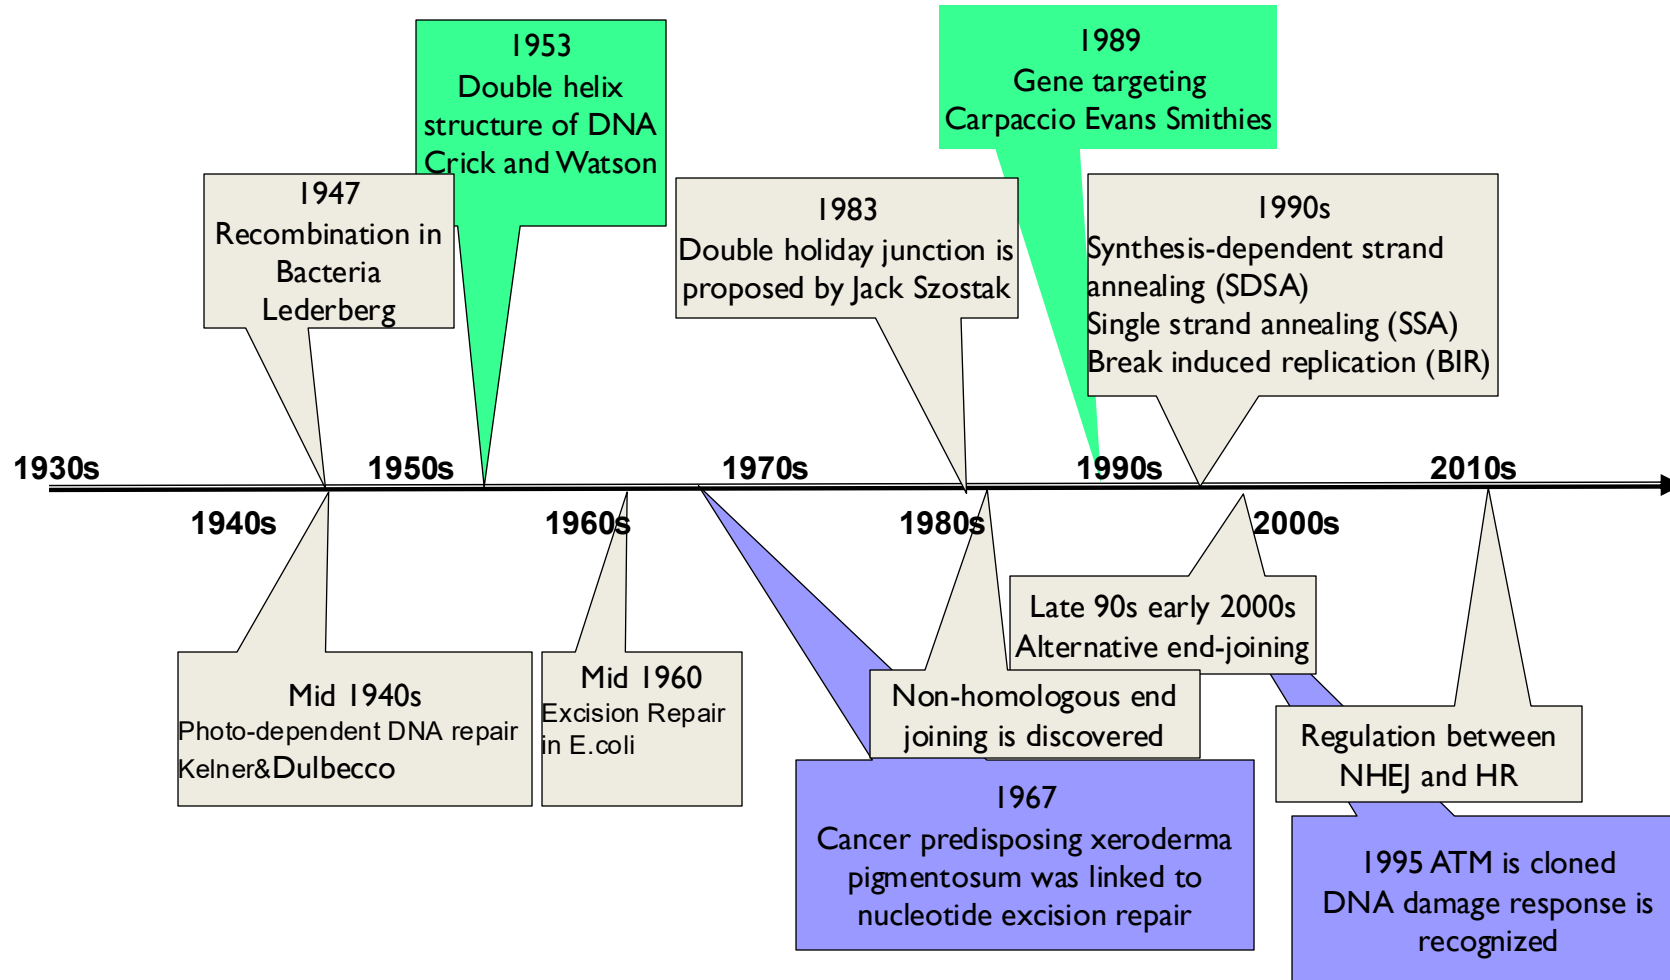 1953
Double helix
structure of DNA
Crick and Watson
1989
Gene targeting
Carpaccio Evans Smithies
1947
Recombination in
Bacteria
Lederberg
1983
Double holiday junction is
proposed by Jack Szostak
1990s
Synthesis-dependent strand
annealing (SDSA)
Single strand annealing (SSA)
Break induced replication (BIR)
1930s
1950s
1970s
1990s
2010s
1940s
1960s
1980s
2000s
Mid 1940s
Photo-dependent DNA repair
Kelner&Dulbecco
Mid 1960
Excision Repair
in E.coli
Late 90s early 2000s
Alternative end-joining
Non-homologous end
joining is discovered
Regulation between
NHEJ and HR
1967
Cancer predisposing xeroderma
pigmentosum was linked to
nucleotide excision repair
1995 ATM is cloned
DNA damage response is
recognized